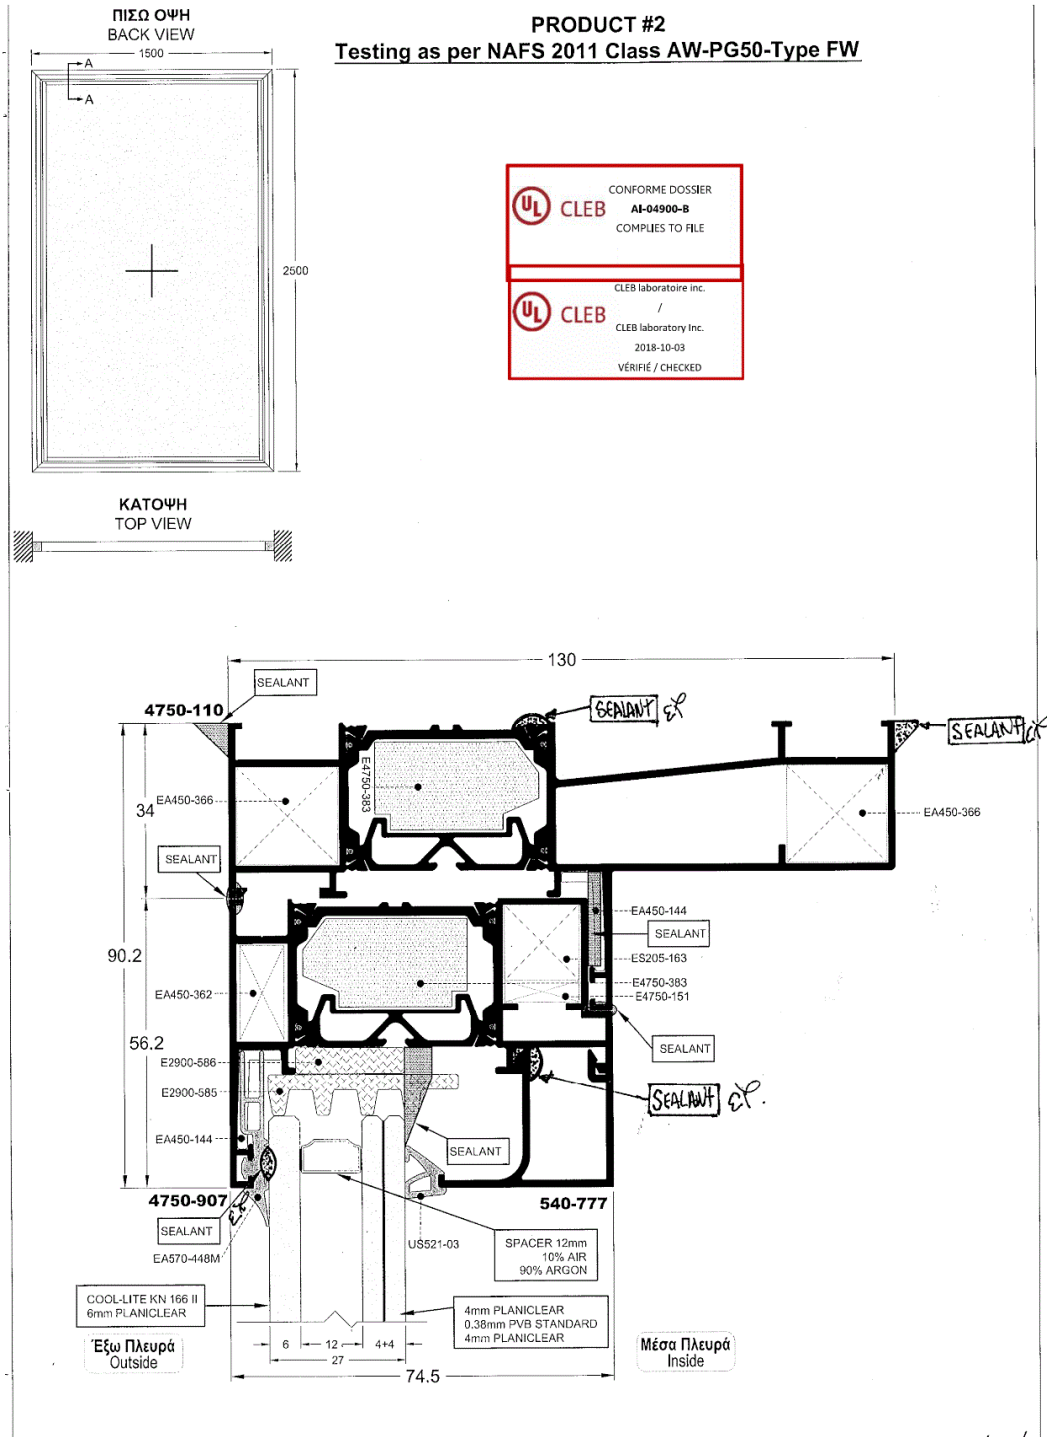 ΠΙΣΩ ΟΨΗ
BACK VIEW
1500
A
A
2500
PRODUCT #2
Testing as per NAFS 2011 Class AW-PG50-Type FW
UL CLEB
CONFORME DOSSIER
AI-04900-B
COMPLIES TO FILE
UL CLEB
CLEB laboratoire inc.
/
CLEB laboratory Inc.
2018-10-03
VÉRIFIÉ / CHECKED
ΚΑΤΟΨΗ
TOP VIEW
130
SEALANT
4750-110
SEALANT
SEALANT
E4750-383
EA450-366
34
EA450-366
SEALANT
EA450-144
SEALANT
90.2
ES205-163
E4750-383
EA450-362
E4750-151
56.2
SEALANT
E2900-586
E2900-585
SEALANT
EA450-144
SEALANT
4750-907
540-777
SEALANT
US521-03
EA570-448M
SPACER 12mm
10% AIR
90% ARGON
COOL-LITE KN 166 II
6mm PLANICLEAR
4mm PLANICLEAR
0.38mm PVB STANDARD
4mm PLANICLEAR
6
12
4+4
27
74.5
Έξω Πλευρά
Outside
Μέσα Πλευρά
Inside